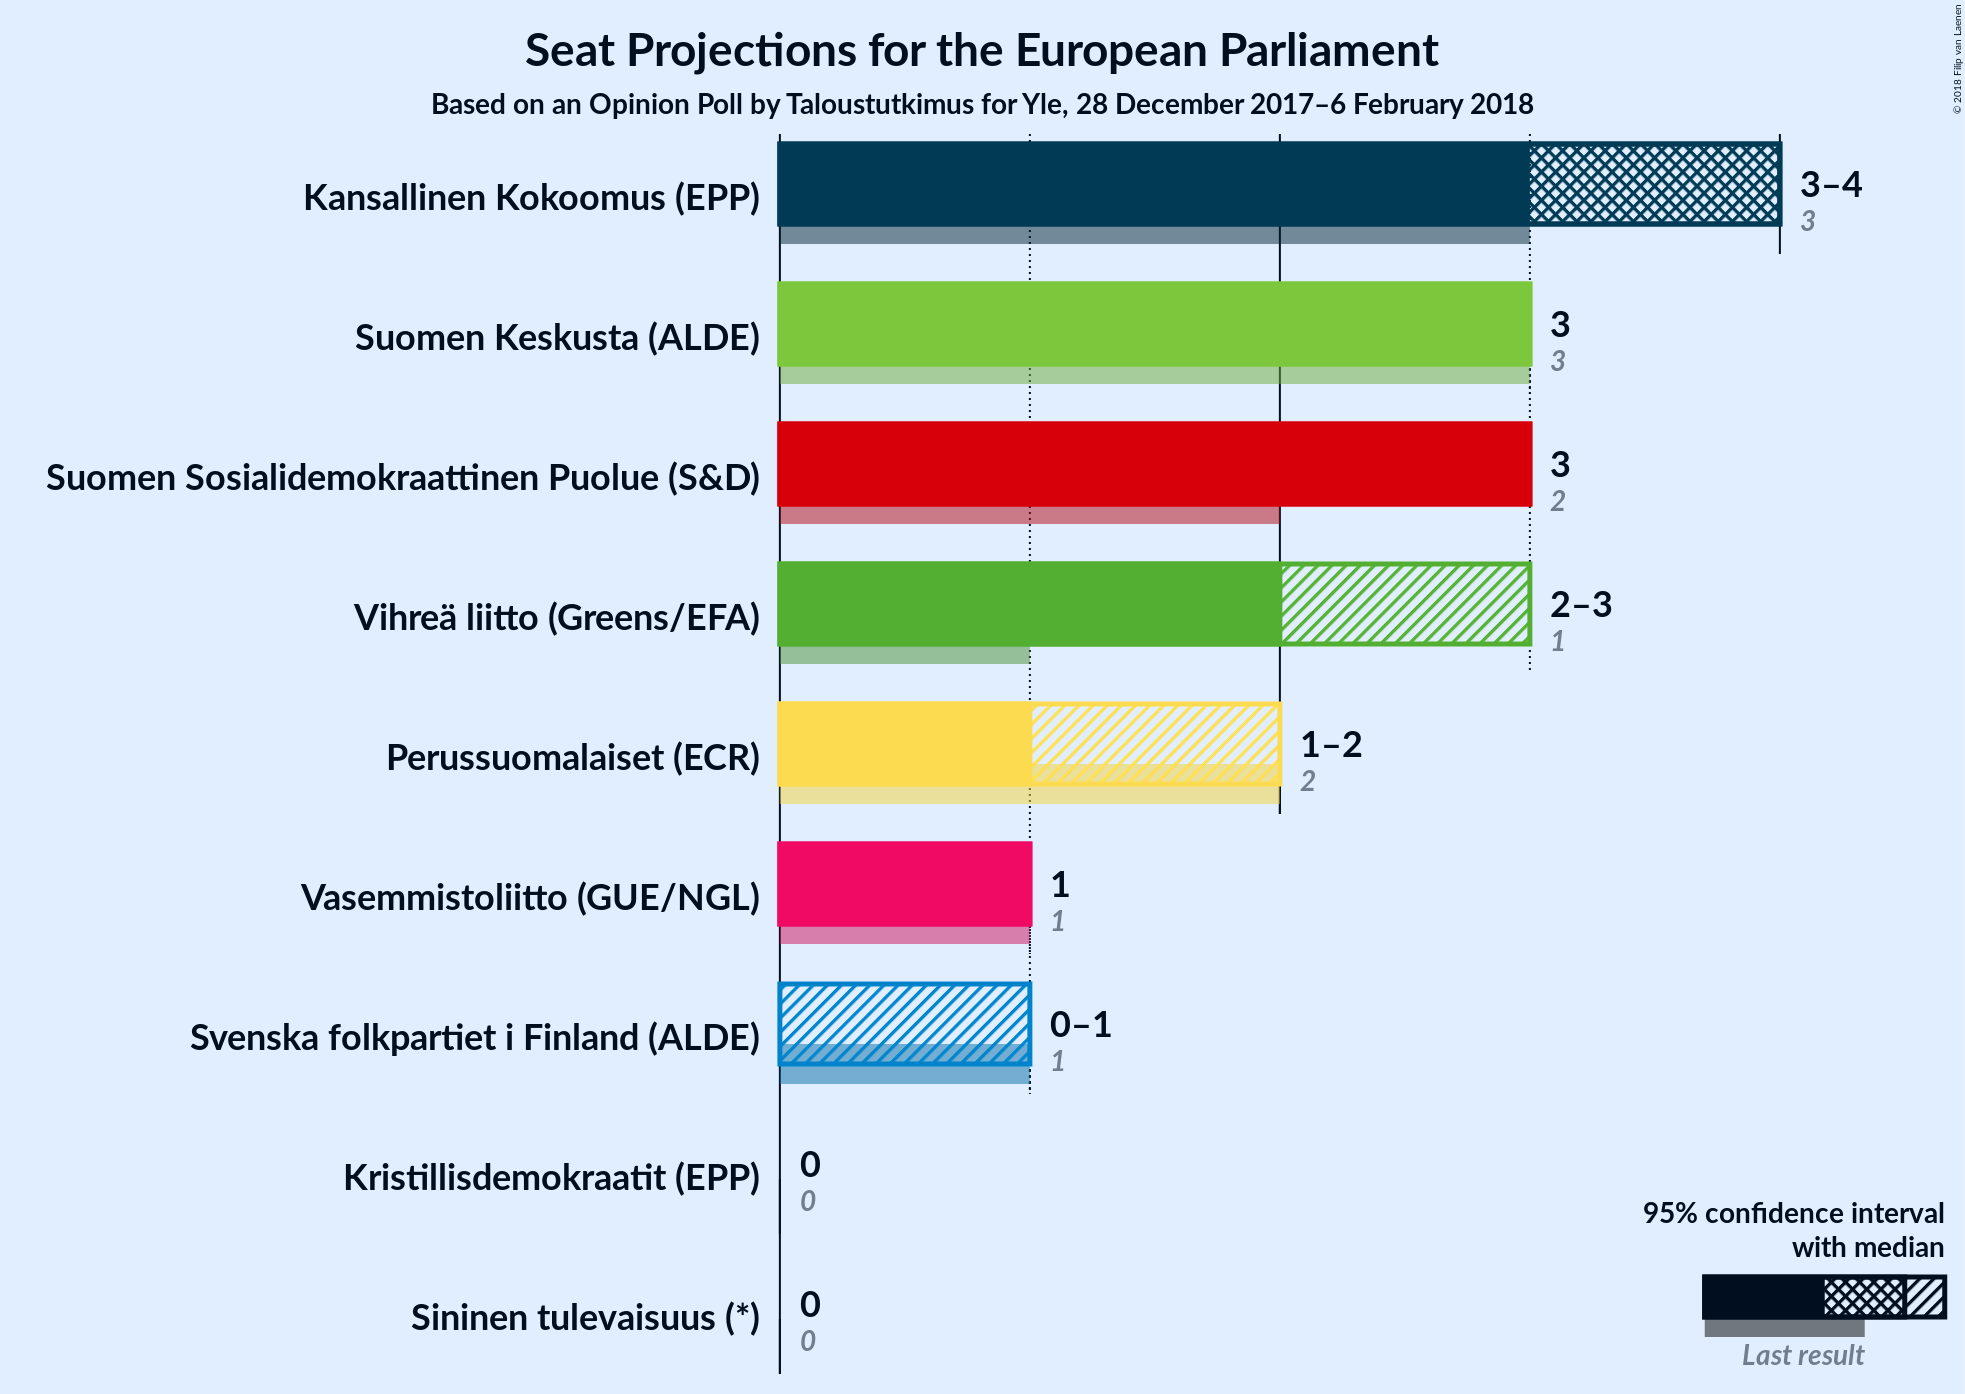 Seat Projections for the European Parliament
Based on an Opinion Poll by Taloustutkimus for Yle, 28 December 2017–6 February 2018
© 2018 Filip van Laenen
Kansallinen Kokoomus (EPP)
3–4
3
Suomen Keskusta (ALDE)
3
3
Suomen Sosialidemokraattinen Puolue (S&D)
3
2
Vihreä liitto (Greens/EFA)
2–3
1
Perussuomalaiset (ECR)
1–2
2
Vasemmistoliitto (GUE/NGL)
1
1
Svenska folkpartiet i Finland (ALDE)
0–1
1
Kristillisdemokraatit (EPP)
0
0
Sininen tulevaisuus (*)
0
0
95% confidence interval
with median
Last result